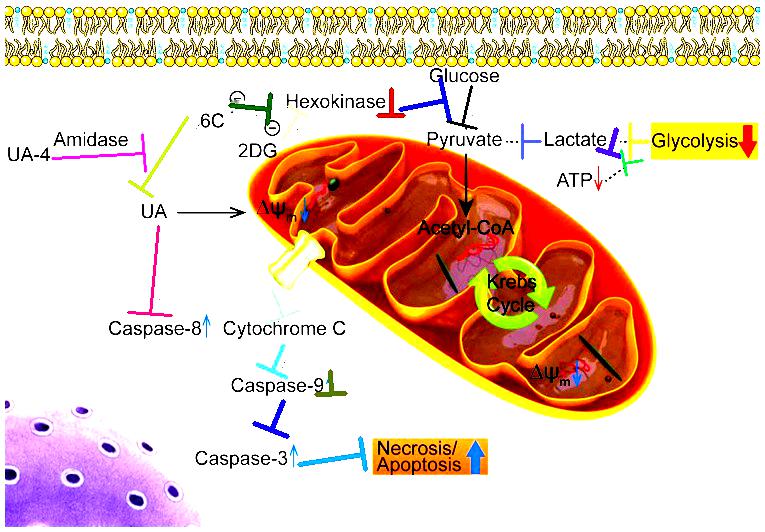 Glucose
6C
Hexokinase
Amidase
UA-4
2DG
Pyruvate
Lactate
Glycolysis
ATP
UA
ΔΨm
Acetyl-CoA
Krebs
Cycle
Caspase-8
Cytochrome C
ΔΨm
Caspase-9
Caspase-3
Necrosis/
Apoptosis